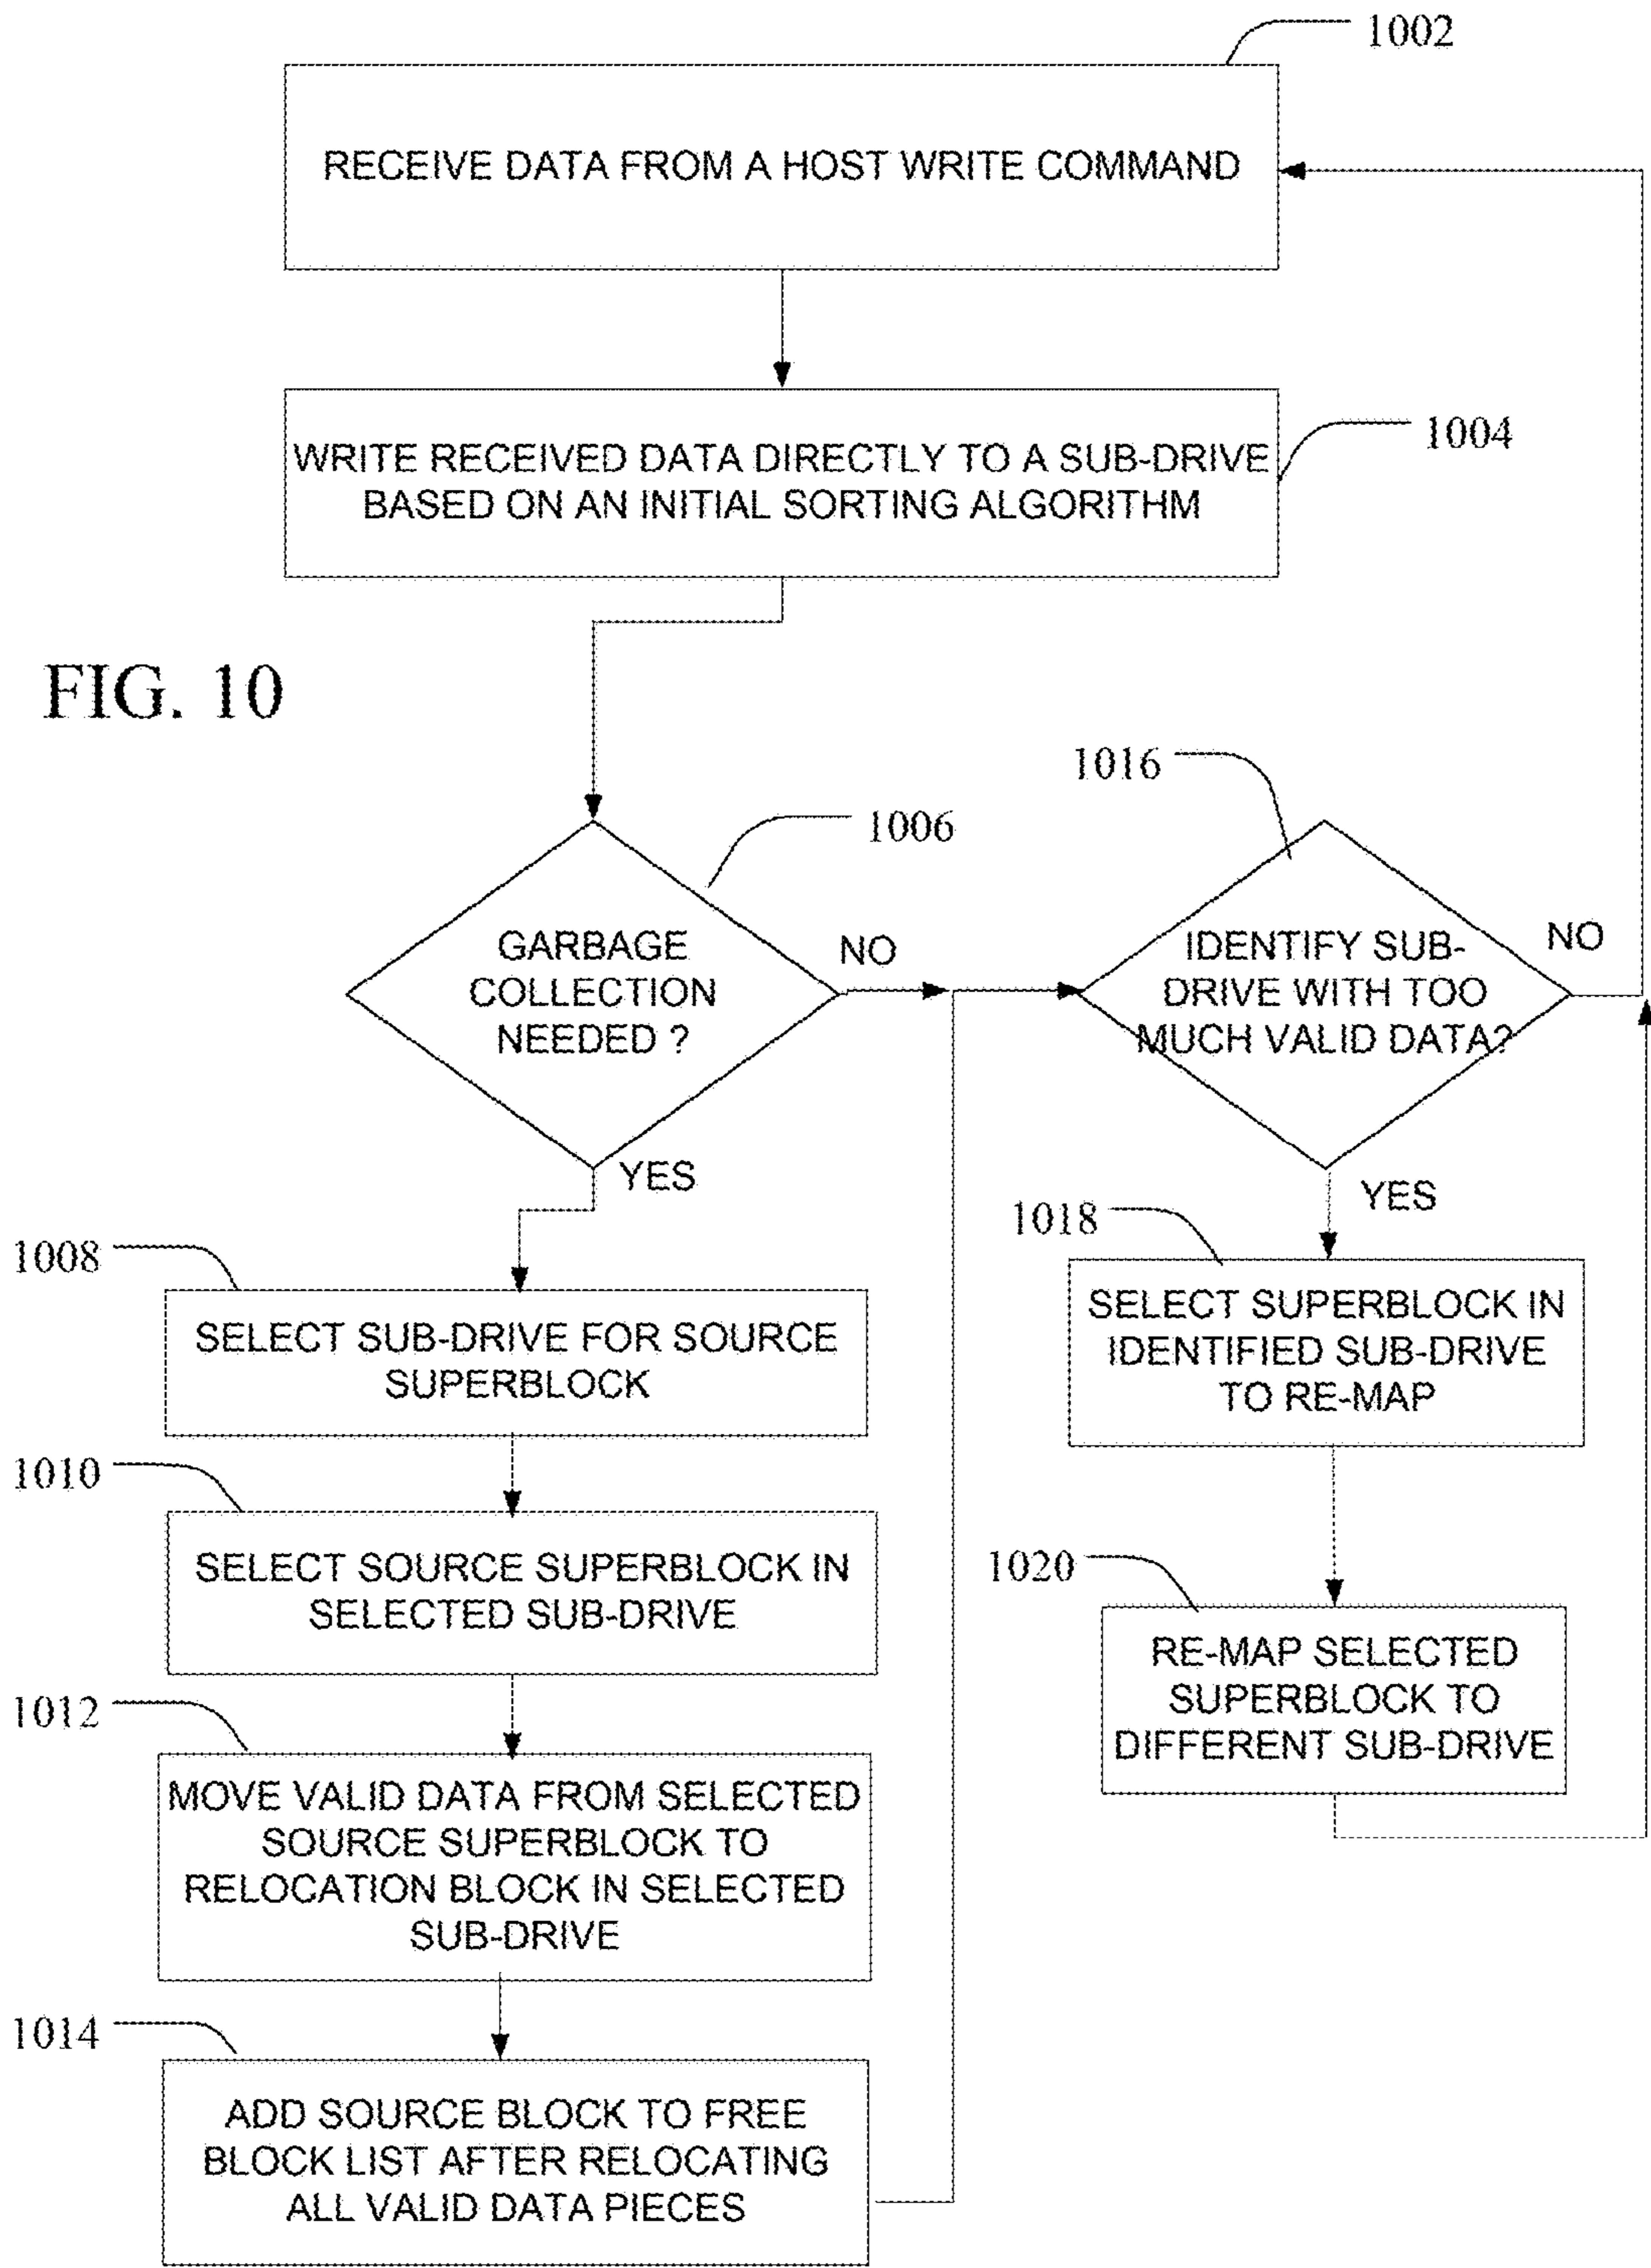 1002
RECEIVE DATA FROM A HOST WRITE COMMAND
1004
WRITE RECEIVED DATA DIRECTLY TO A SUB-DRIVE
BASED ON AN INITIAL SORTING ALGORITHM
FIG. 10
1006
GARBAGE
COLLECTION
NEEDED ?
NO
YES
1016
IDENTIFY SUB-
DRIVE WITH TOO
MUCH VALID DATA?
NO
YES
1008
SELECT SUB-DRIVE FOR SOURCE
SUPERBLOCK
1010
SELECT SOURCE SUPERBLOCK IN
SELECTED SUB-DRIVE
1012
MOVE VALID DATA FROM SELECTED
SOURCE SUPERBLOCK TO
RELOCATION BLOCK IN SELECTED
SUB-DRIVE
1014
ADD SOURCE BLOCK TO FREE
BLOCK LIST AFTER RELOCATING
ALL VALID DATA PIECES
1018
SELECT SUPERBLOCK IN
IDENTIFIED SUB-DRIVE
TO RE-MAP
1020
RE-MAP SELECTED
SUPERBLOCK TO
DIFFERENT SUB-DRIVE